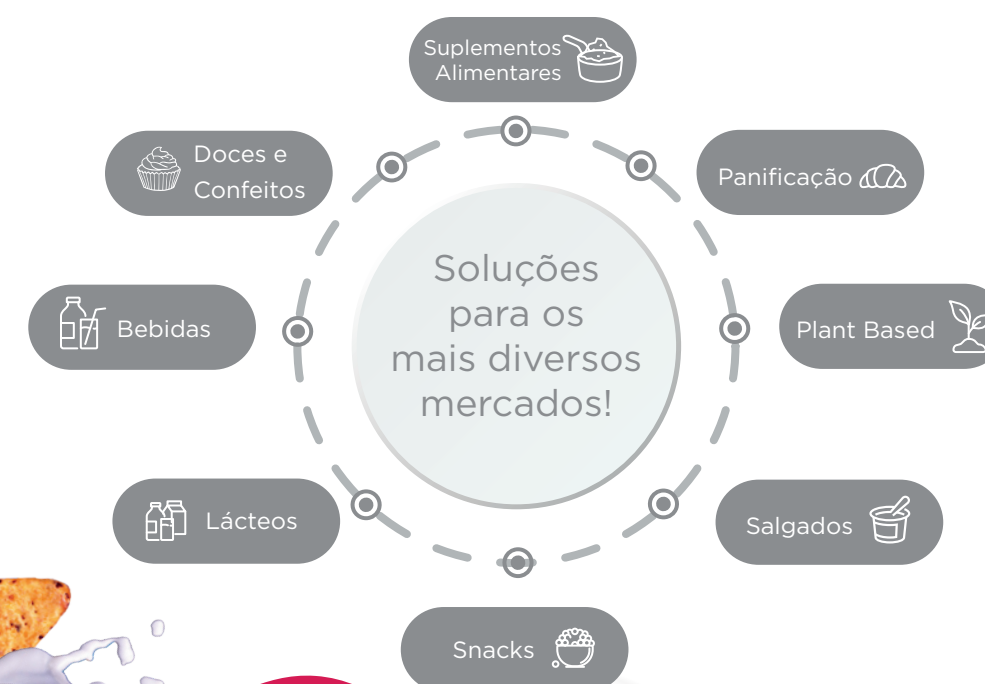 Suplementos
Alimentares
Doces e
Confeitos
Panificação
Soluções
para os
mais diversos
mercados!
Bebidas
Plant Based
Lácteos
Salgados
Snacks